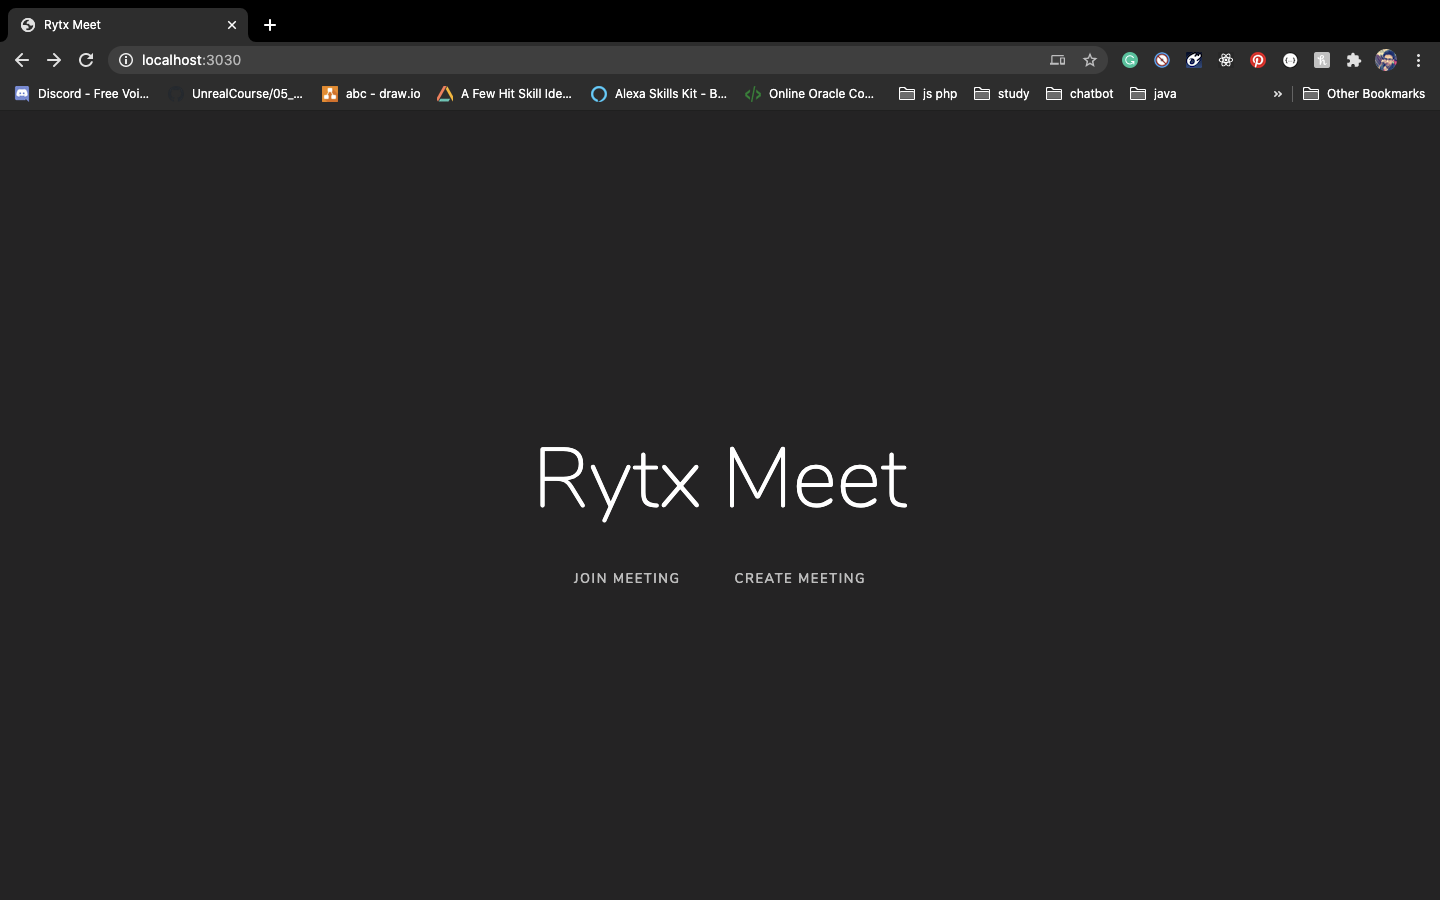 Rytx Meet
localhost:3030
Discord - Free Voi... UnrealCourse/05_... abc - draw.io A Few Hit Skill Ide... Alexa Skills Kit - B... Online Oracle Co... js php study chatbot java » Other Bookmarks
Rytx Meet
JOIN MEETING CREATE MEETING